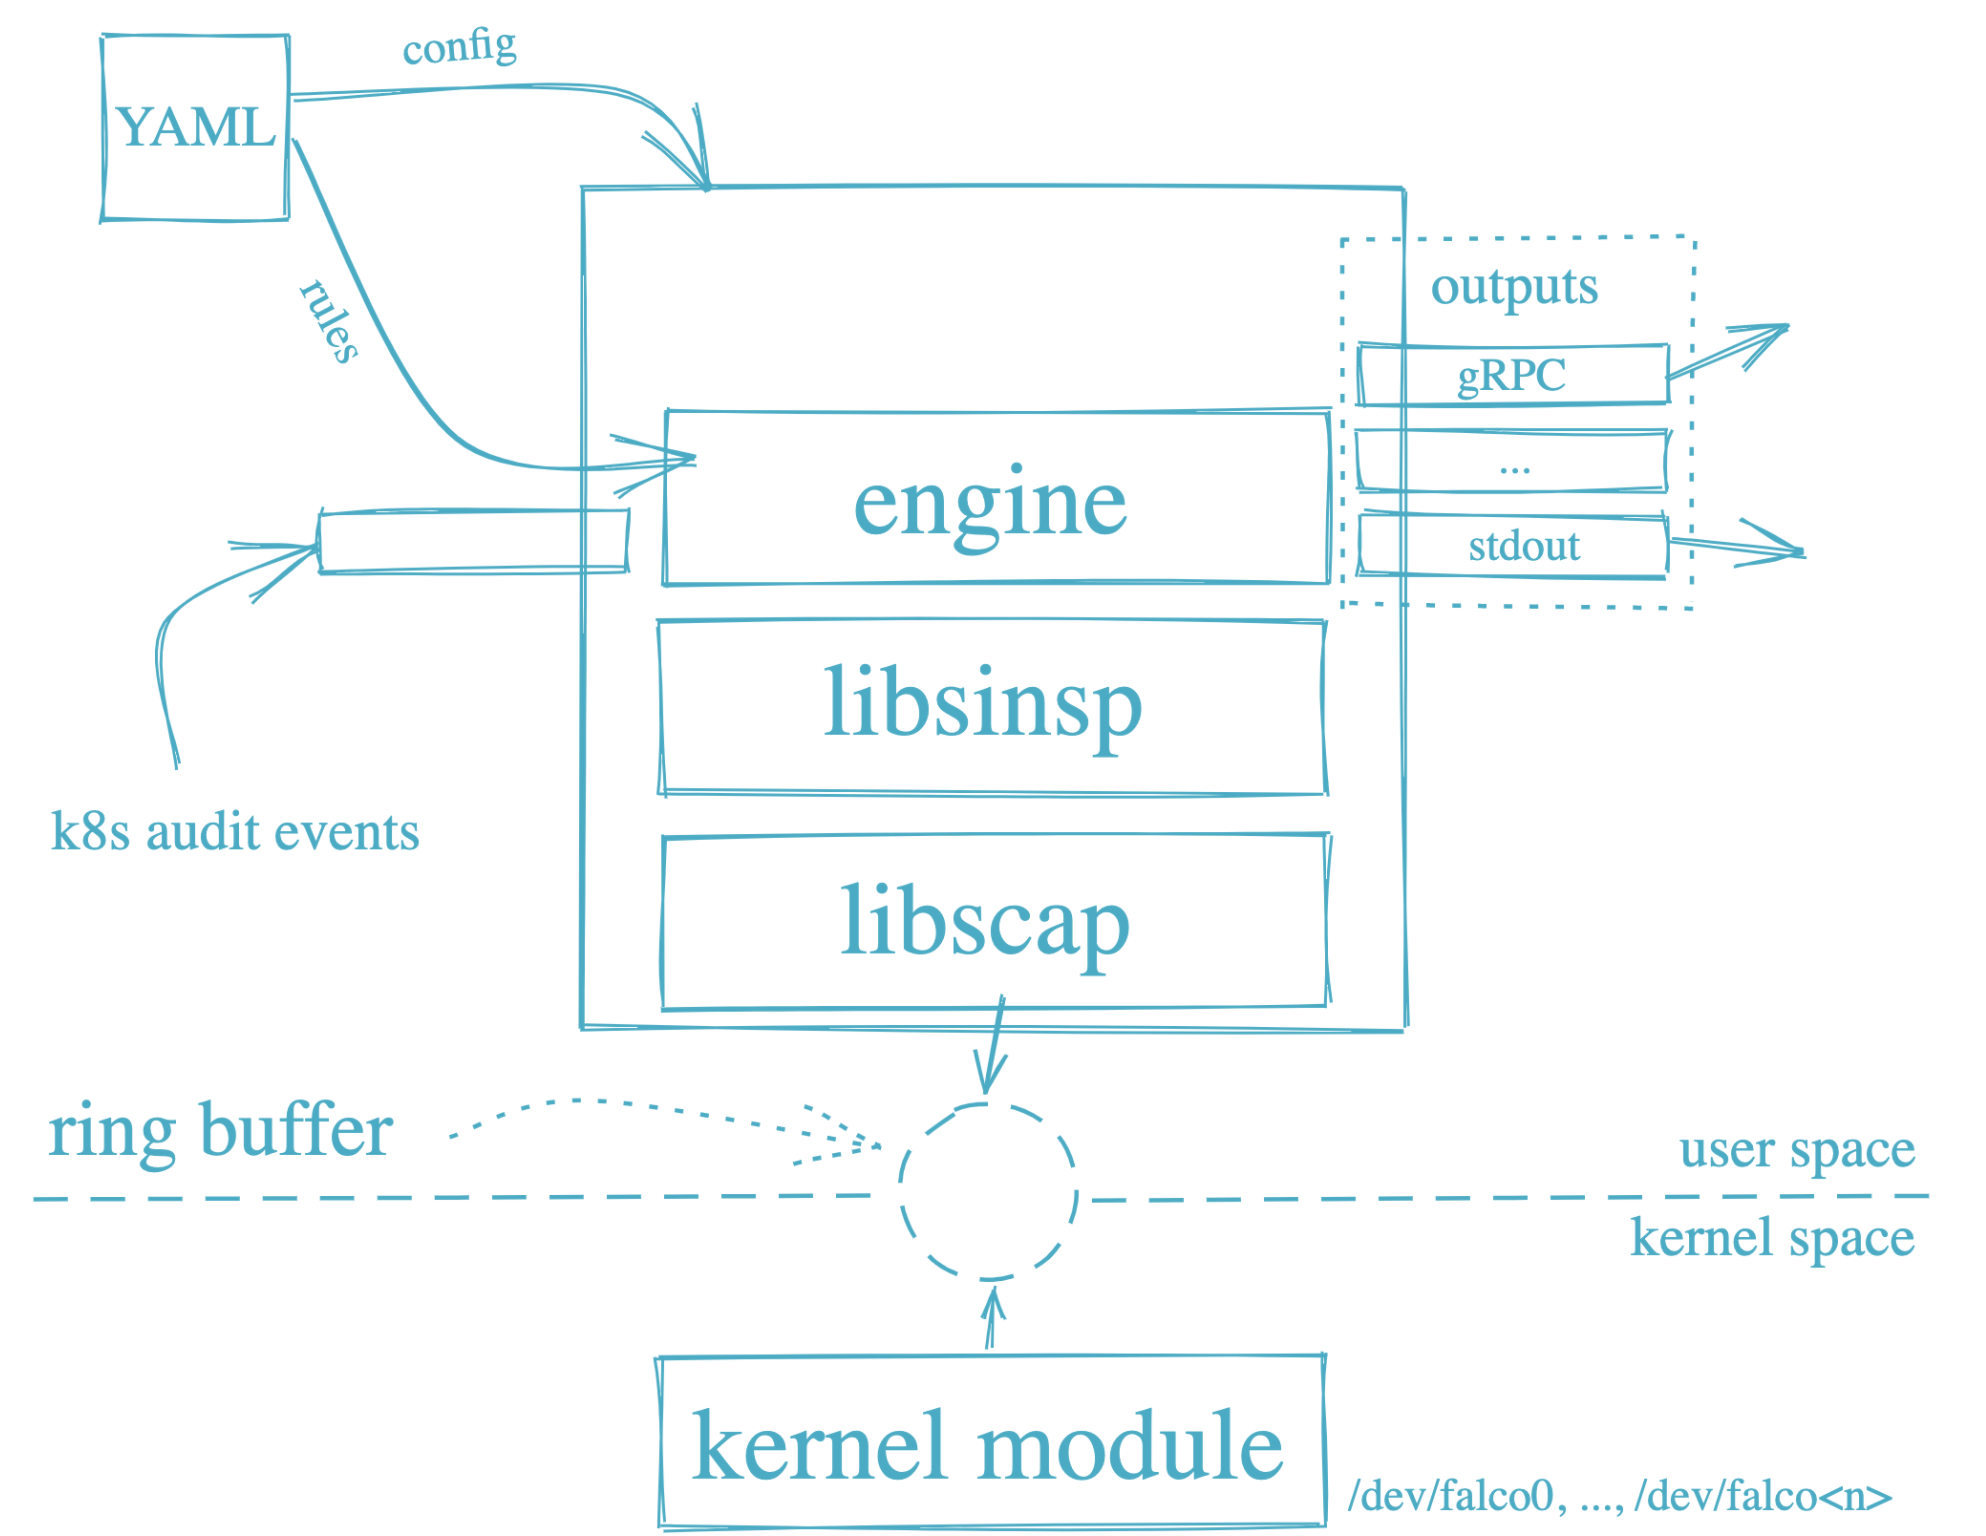 config
YAML
rules
outputs
gRPC
...
stdout
engine
libsinsp
libscap
k8s audit events
ring buffer
user space
kernel space
kernel module
/dev/falco0, ..., /dev/falco<n>